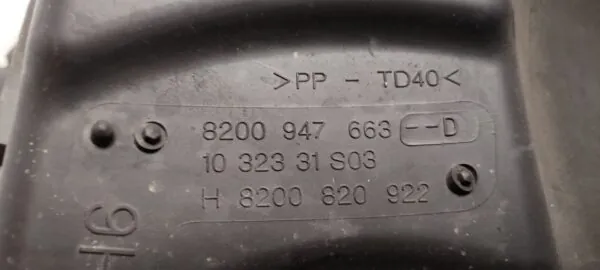 >PP - TD40<
8200 947 663 --D
10 323 31 S03
H 8200 820 922